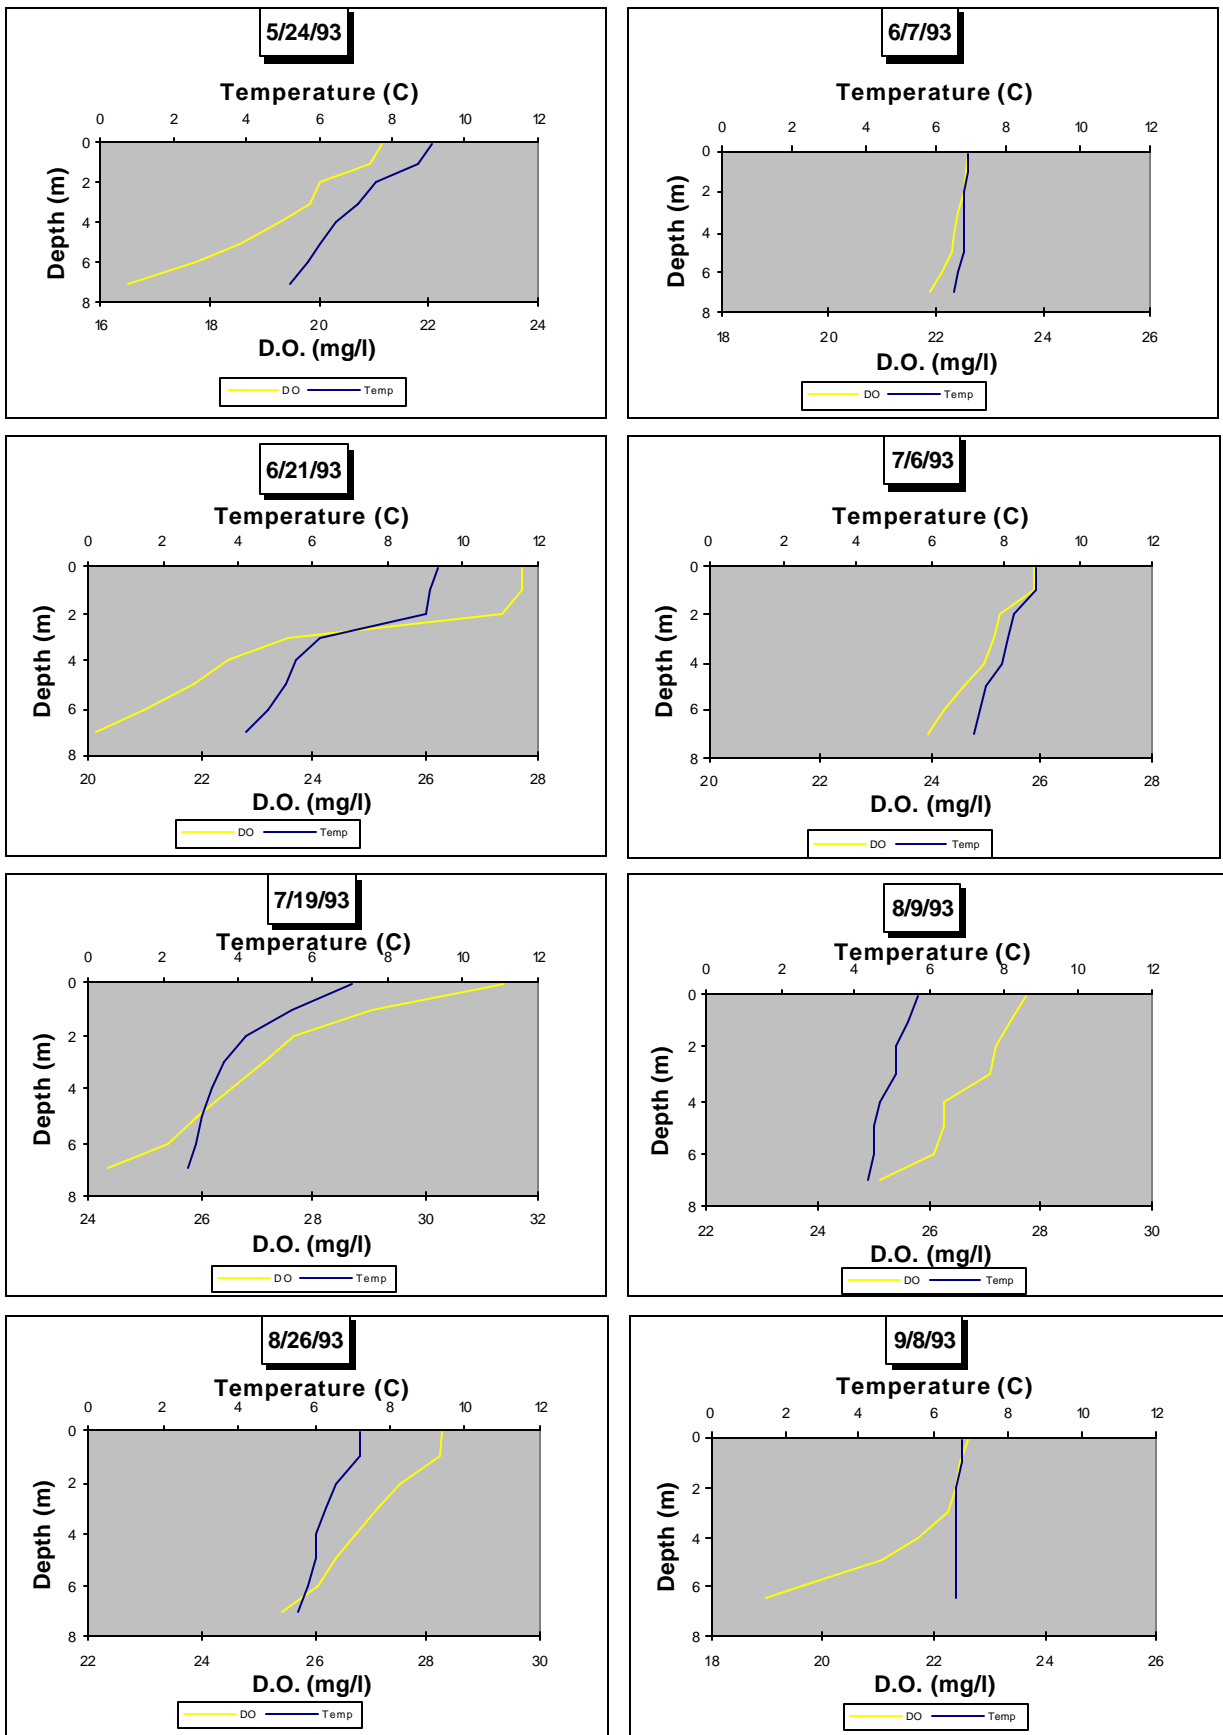 5/24/93
Temperature (C)
0 2 4 6 8 10 12
Depth (m)
0
2
4
6
8
16 18 20 22 24
D.O. (mg/l)
DO Temp
6/7/93
Temperature (C)
0 2 4 6 8 10 12
Depth (m)
0
2
4
6
8
18 20 22 24 26
D.O. (mg/l)
DO Temp
6/21/93
Temperature (C)
0 2 4 6 8 10 12
Depth (m)
0
2
4
6
8
20 22 24 26 28
D.O. (mg/l)
DO Temp
7/6/93
Temperature (C)
0 2 4 6 8 10 12
Depth (m)
0
2
4
6
8
20 22 24 26 28
D.O. (mg/l)
DO Temp
7/19/93
Temperature (C)
0 2 4 6 8 10 12
Depth (m)
0
2
4
6
8
24 26 28 30 32
D.O. (mg/l)
DO Temp
8/9/93
Temperature (C)
0 2 4 6 8 10 12
Depth (m)
0
2
4
6
8
22 24 26 28 30
D.O. (mg/l)
DO Temp
8/26/93
Temperature (C)
0 2 4 6 8 10 12
Depth (m)
0
2
4
6
8
22 24 26 28 30
D.O. (mg/l)
DO Temp
9/8/93
Temperature (C)
0 2 4 6 8 10 12
Depth (m)
0
2
4
6
8
18 20 22 24 26
D.O. (mg/l)
DO Temp